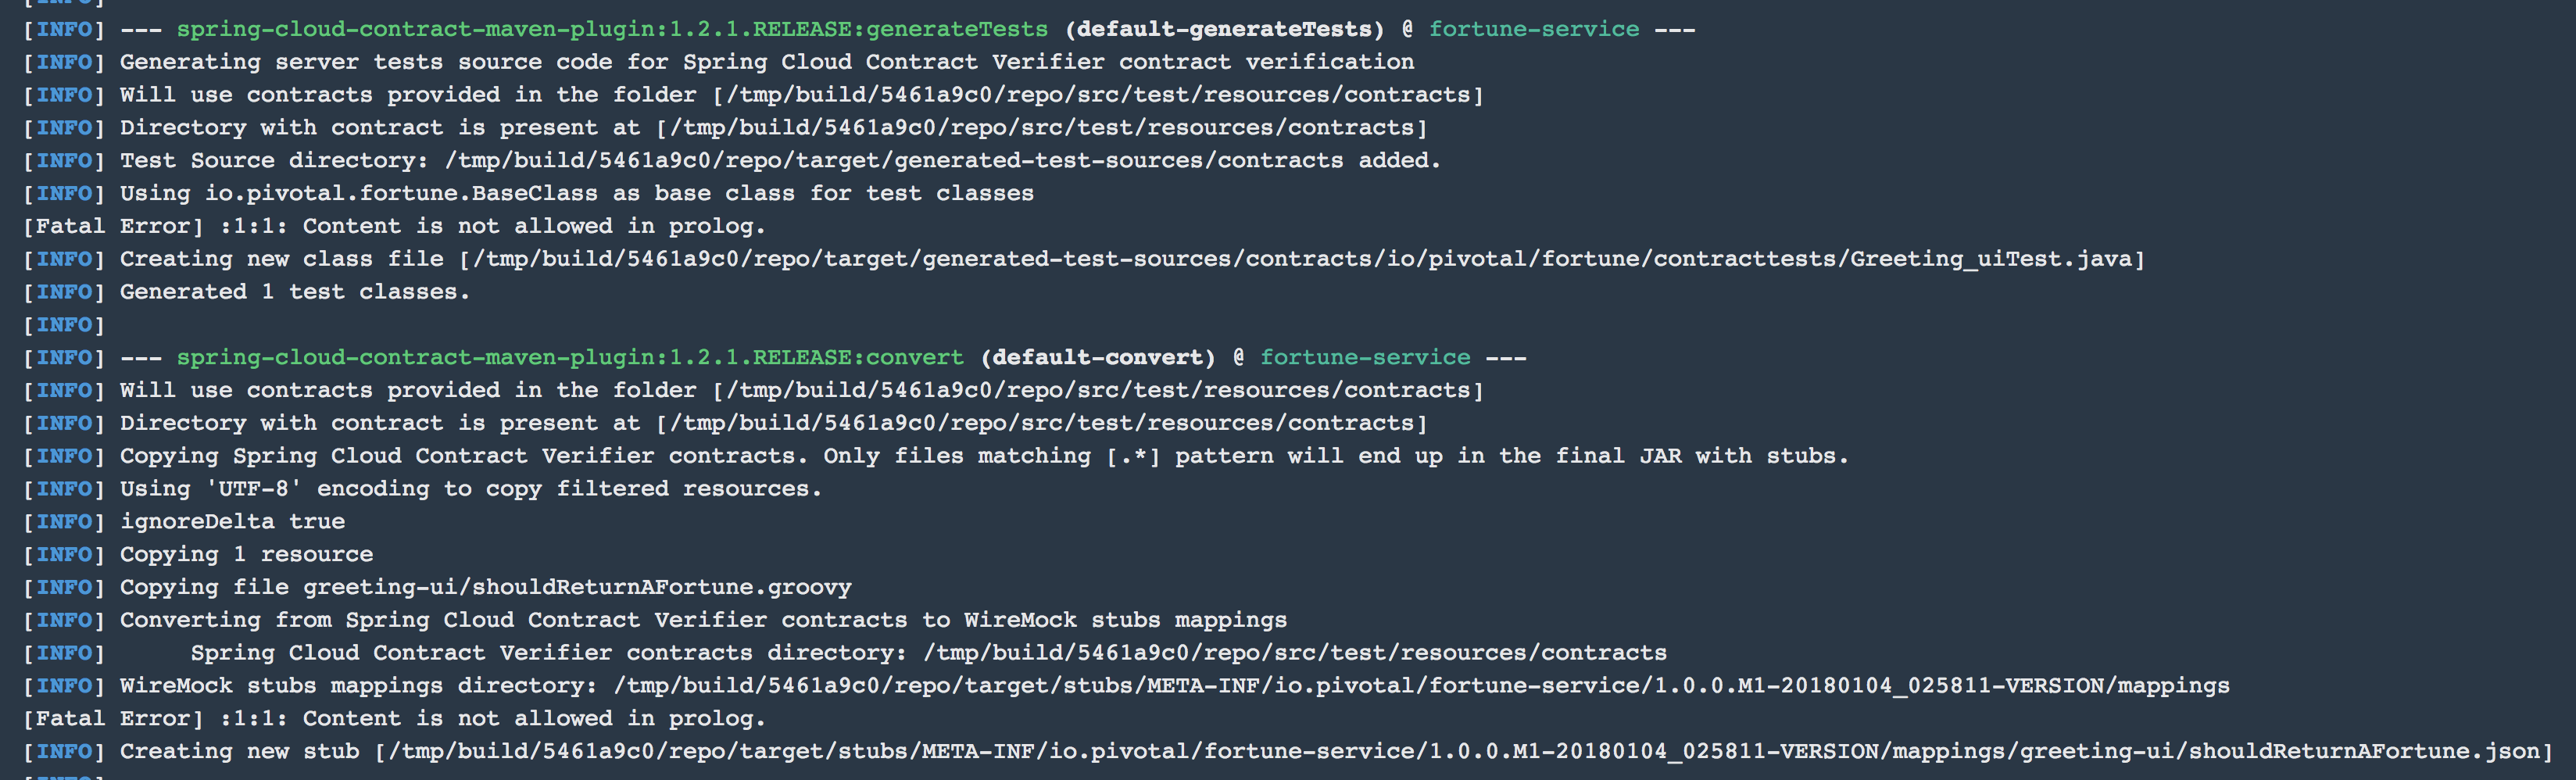 [INFO]
[INFO] --- spring-cloud-contract-maven-plugin:1.2.1.RELEASE:generateTests (default-generateTests) @ fortune-service ---
[INFO] Generating server tests source code for Spring Cloud Contract Verifier contract verification
[INFO] Will use contracts provided in the folder [/tmp/build/5461a9c0/repo/src/test/resources/contracts]
[INFO] Directory with contract is present at [/tmp/build/5461a9c0/repo/src/test/resources/contracts]
[INFO] Test Source directory: /tmp/build/5461a9c0/repo/target/generated-test-sources/contracts added.
[INFO] Using io.pivotal.fortune.BaseClass as base class for test classes
[Fatal Error] :1:1: Content is not allowed in prolog.
[INFO] Creating new class file [/tmp/build/5461a9c0/repo/target/generated-test-sources/contracts/io/pivotal/fortune/contracttests/Greeting_uiTest.java]
[INFO] Generated 1 test classes.
[INFO]
[INFO] --- spring-cloud-contract-maven-plugin:1.2.1.RELEASE:convert (default-convert) @ fortune-service ---
[INFO] Will use contracts provided in the folder [/tmp/build/5461a9c0/repo/src/test/resources/contracts]
[INFO] Directory with contract is present at [/tmp/build/5461a9c0/repo/src/test/resources/contracts]
[INFO] Copying Spring Cloud Contract Verifier contracts. Only files matching [.*] pattern will end up in the final JAR with stubs.
[INFO] Using 'UTF-8' encoding to copy filtered resources.
[INFO] ignoreDelta true
[INFO] Copying 1 resource
[INFO] Copying file greeting-ui/shouldReturnAFortune.groovy
[INFO] Converting from Spring Cloud Contract Verifier contracts to WireMock stubs mappings
[INFO]      Spring Cloud Contract Verifier contracts directory: /tmp/build/5461a9c0/repo/src/test/resources/contracts
[INFO] WireMock stubs mappings directory: /tmp/build/5461a9c0/repo/target/stubs/META-INF/io.pivotal/fortune-service/1.0.0.M1-20180104_025811-VERSION/mappings
[Fatal Error] :1:1: Content is not allowed in prolog.
[INFO] Creating new stub [/tmp/build/5461a9c0/repo/target/stubs/META-INF/io.pivotal/fortune-service/1.0.0.M1-20180104_025811-VERSION/mappings/greeting-ui/shouldReturnAFortune.json]
[INFO]